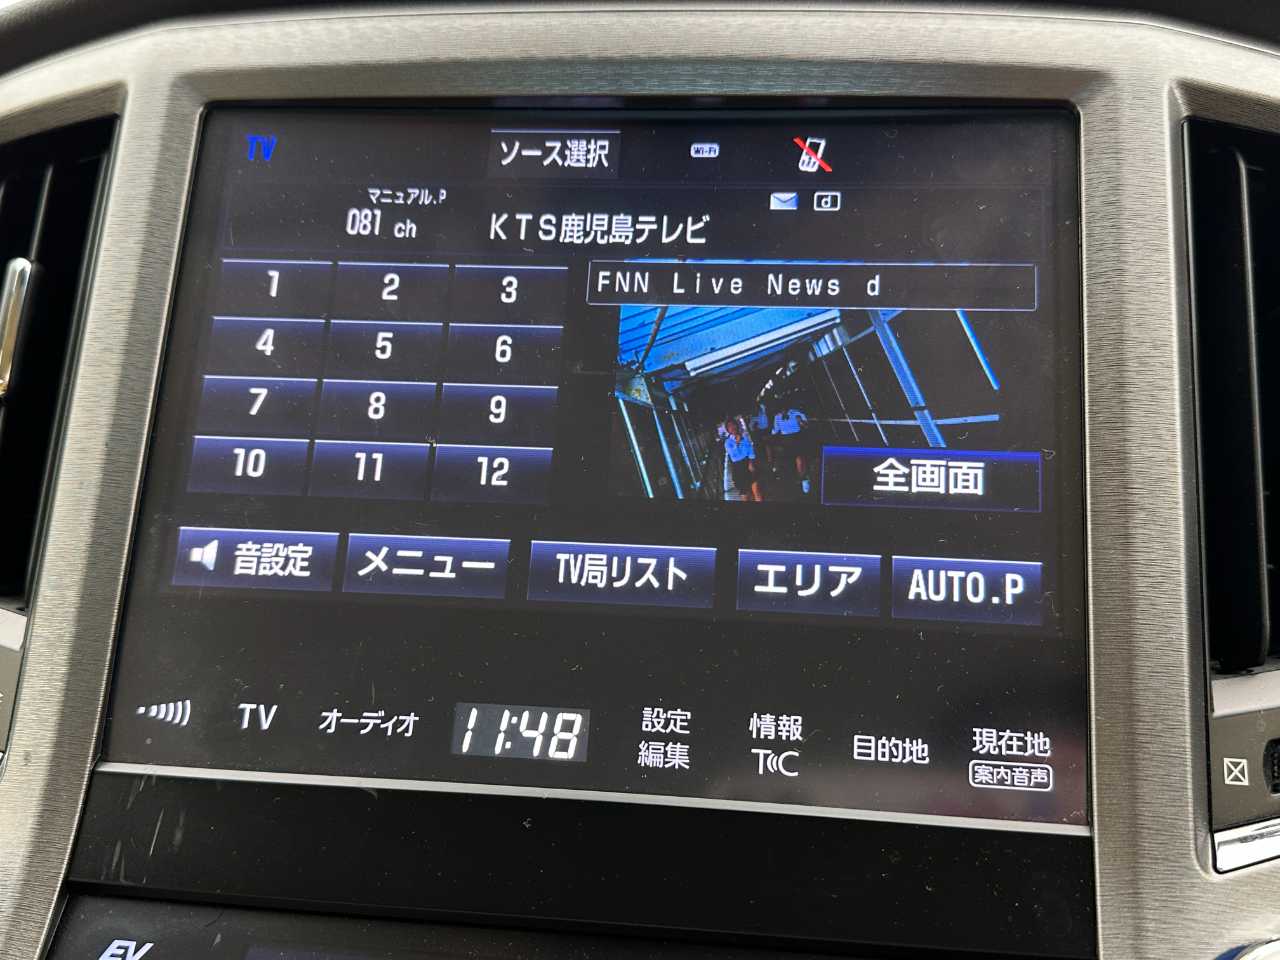 TV
ソース選択
Wi-Fi
マニュアル.P
081 ch
KTS鹿児島テレビ
d
1
2
3
FNN Live News d
4
5
6
7
8
9
10
11
12
全画面
音設定
メニュー
TV局リスト
エリア
AUTO.P
TV
オーディオ
11:48
設定
編集
情報
T C
目的地
現在地
案内音声
EV